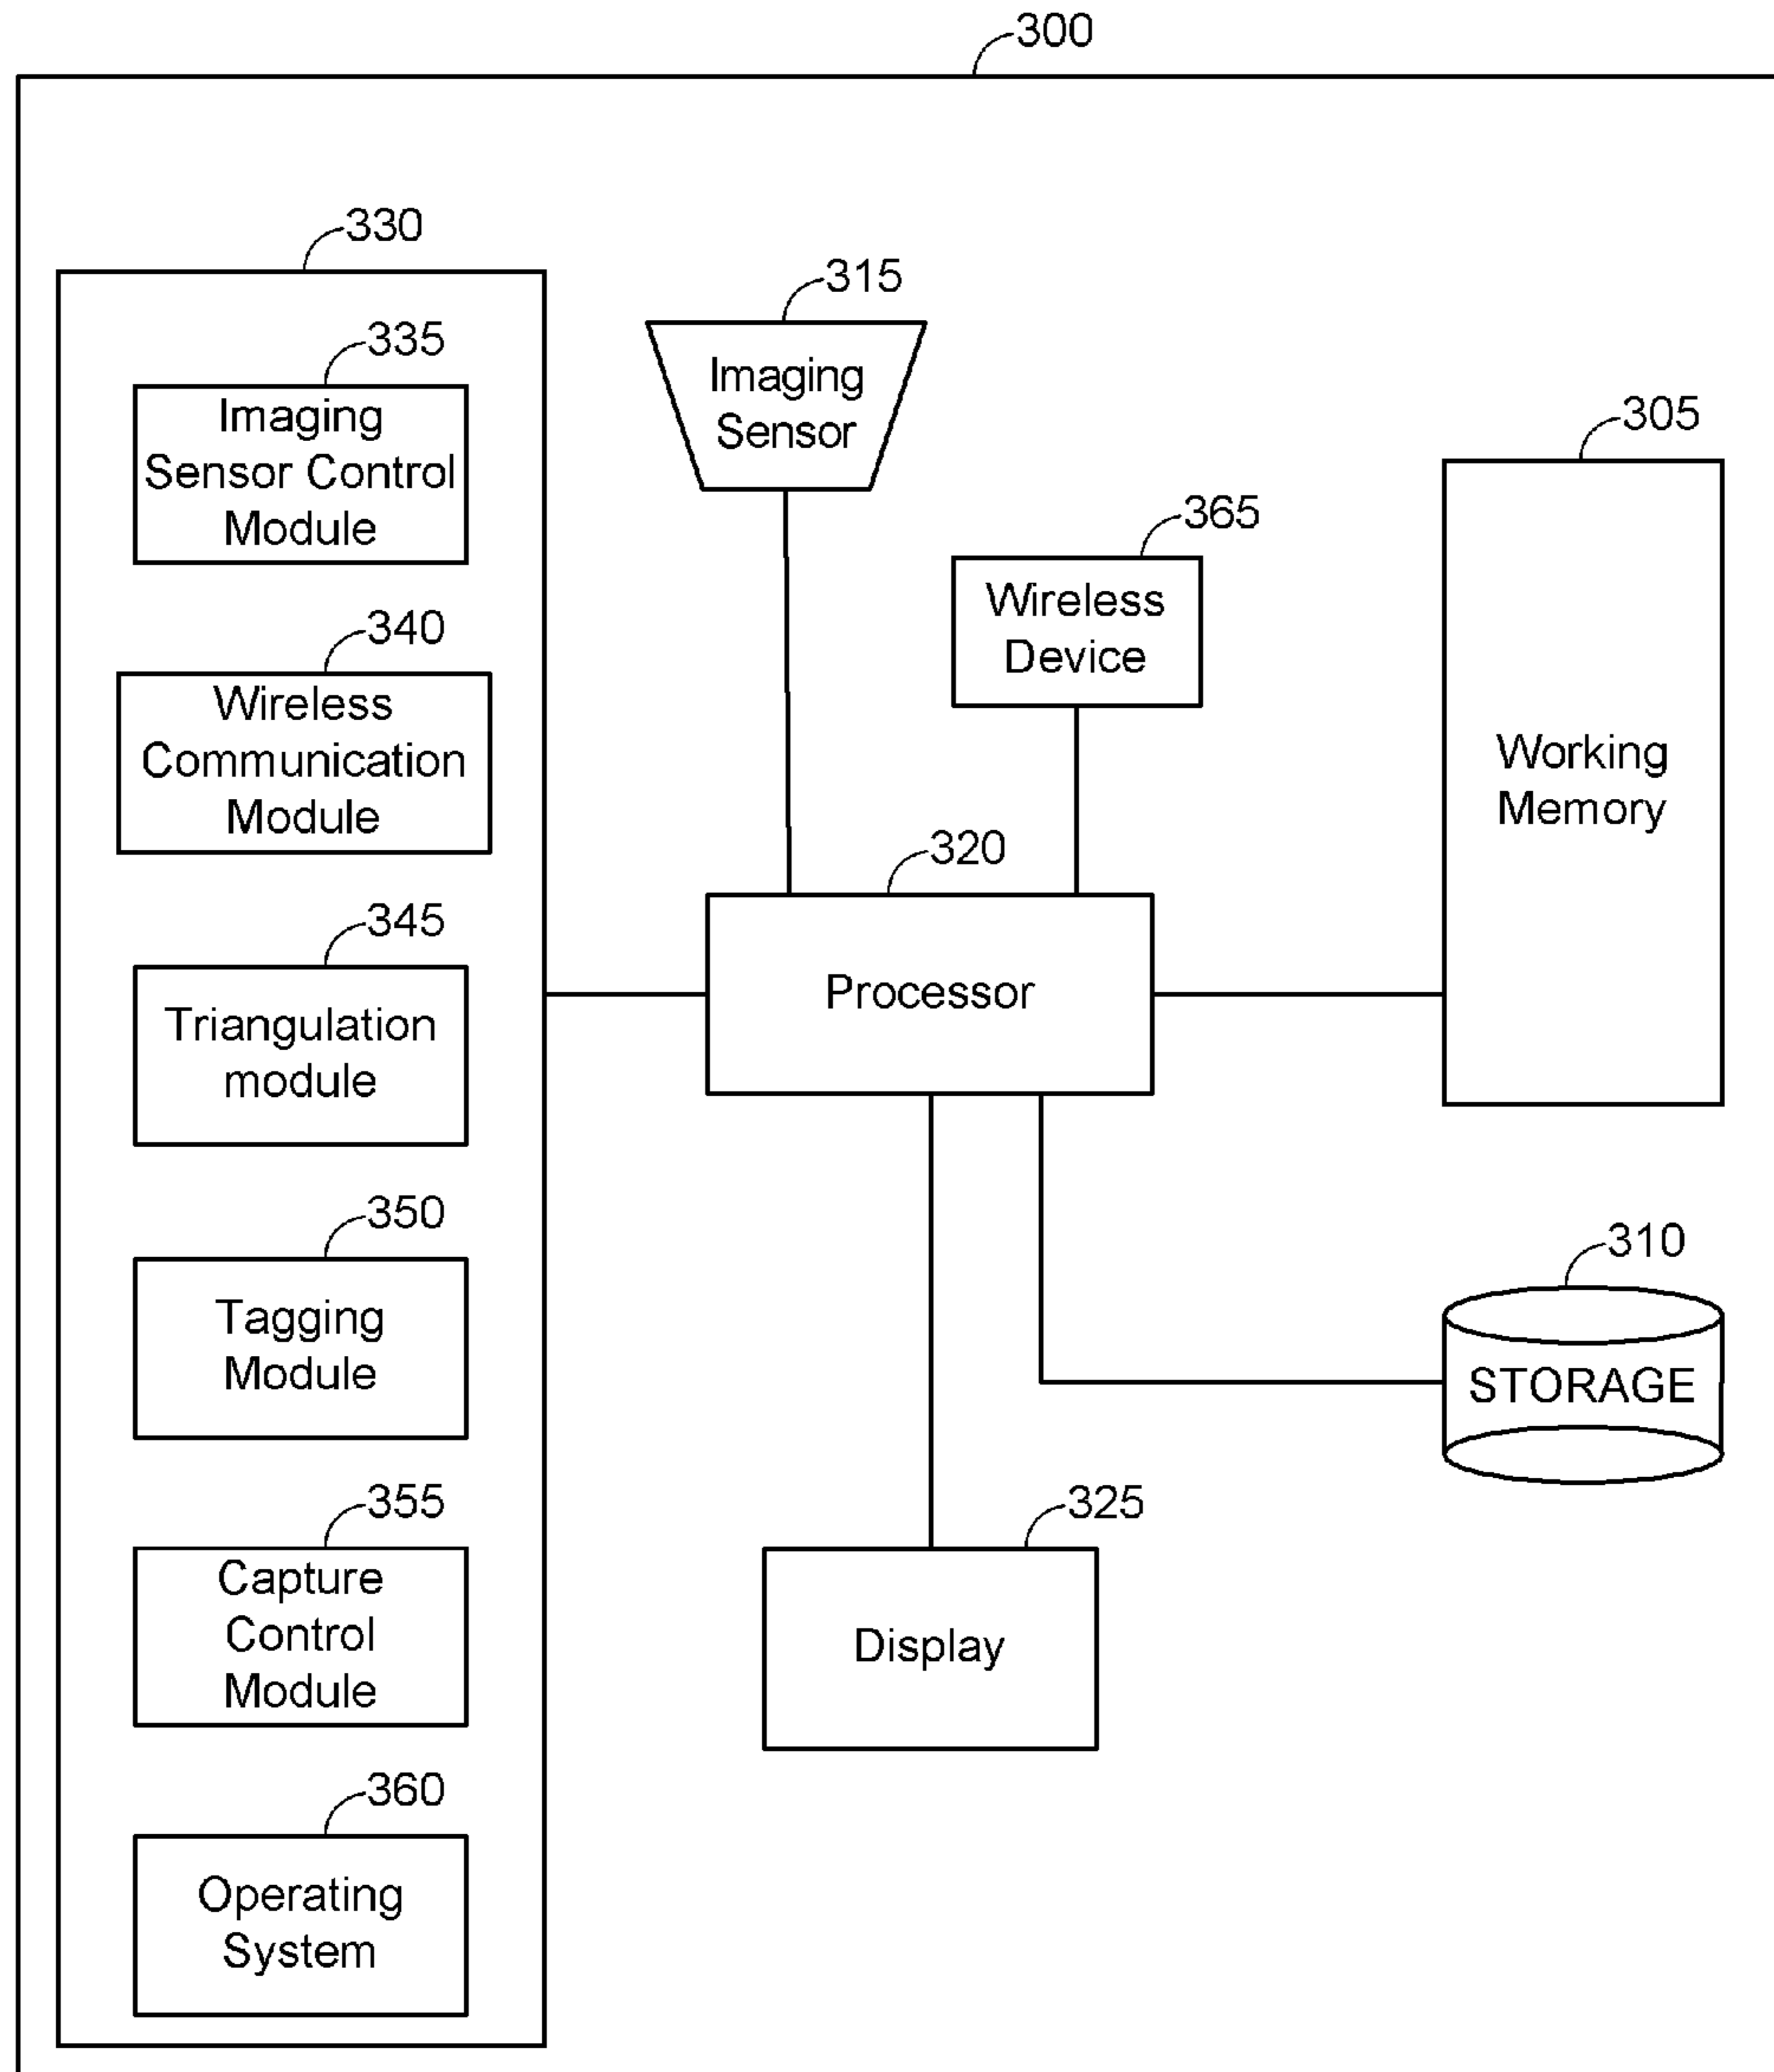 300
330
335
Imaging
Sensor Control
Module
340
Wireless
Communication
Module
345
Triangulation
module
350
Tagging
Module
355
Capture
Control
Module
360
Operating
System
315
Imaging
Sensor
365
Wireless
Device
320
Processor
305
Working
Memory
310
STORAGE
325
Display